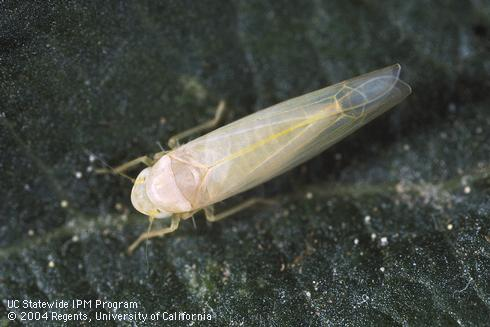 UC Statewide IPM Program
© 2004 Regents, University of California